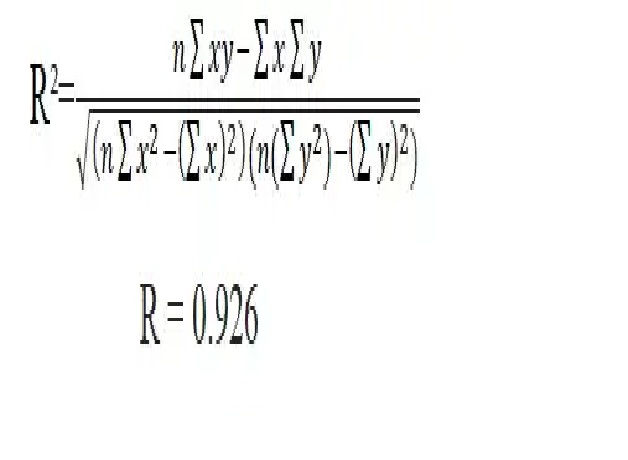 R²= n∑xy-∑x∑y / √(n∑x²-(∑x)²)(n(∑y²)-(∑y)²)
R = 0.926